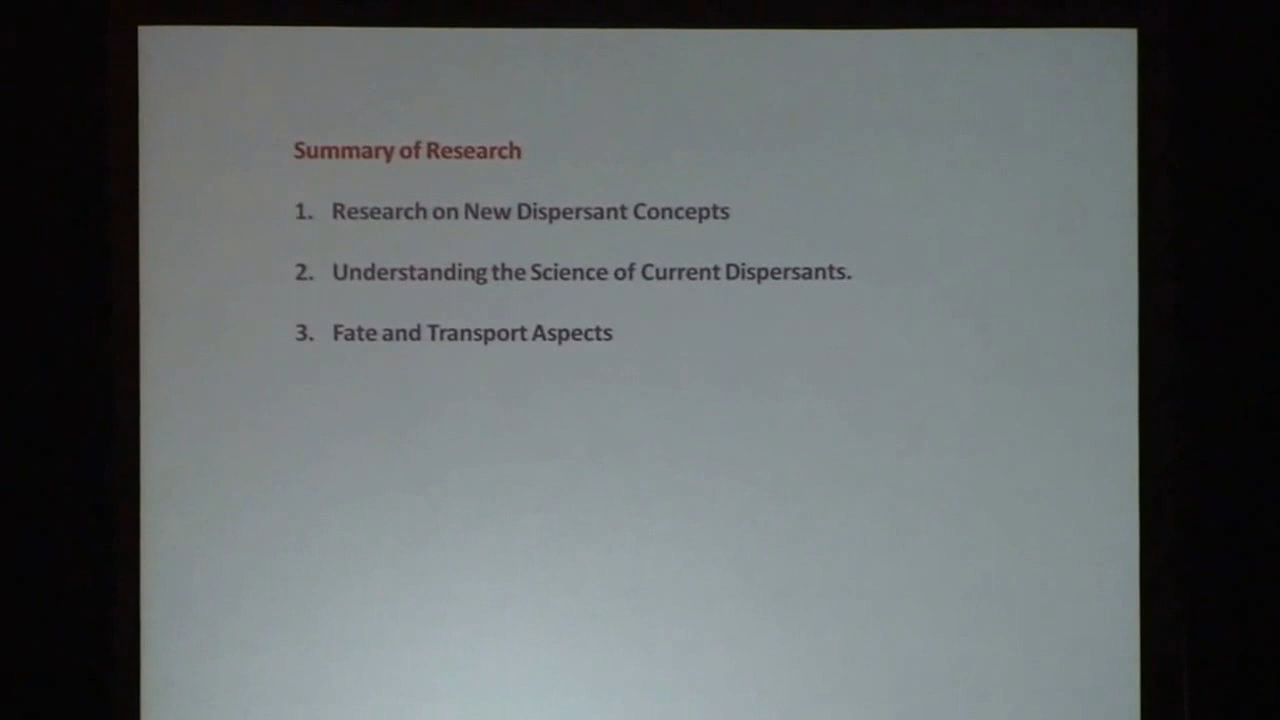 Summary of Research
1. Research on New Dispersant Concepts
2. Understanding the Science of Current Dispersants.
3. Fate and Transport Aspects